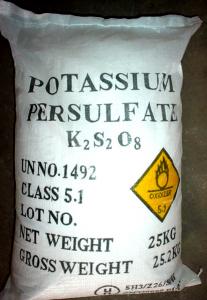 POTASSIUM
PERSULFATE
K2S2O8
UN NO. 1492
CLASS 5.1
LOT NO.
NET WEIGHT 25KG
GROSS WEIGHT 25.2KG
OXIDIZER
5.1